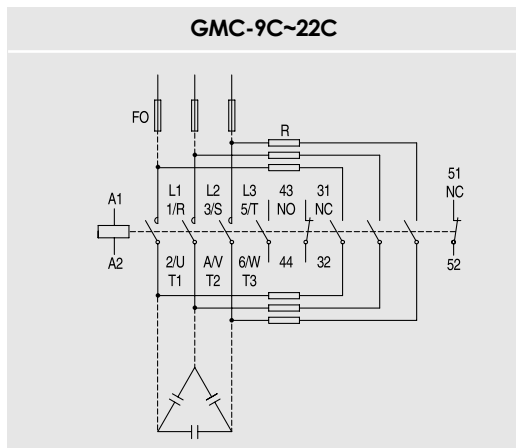 GMC-9C~22C
FO
R
L1 L2 L3 43 31 51
1/R 3/S 5/T NO NC NC
A1
A2
2/U A/V 6/W 44 32 52
T1 T2 T3